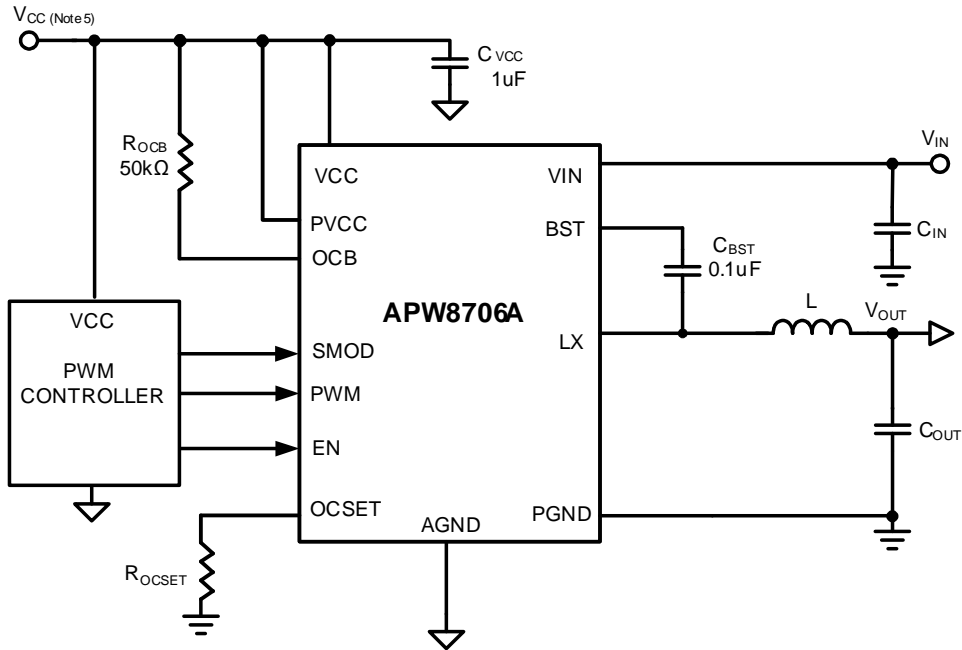 VCC (Note 5)
CVCC
1uF
ROCB
50kΩ
VIN
VCC
VIN
PVCC
BST
CIN
OCB
CBST
0.1uF
APW8706A
L
VOUT
VCC
SMOD
LX
PWM
CONTROLLER
PWM
COUT
EN
OCSET
AGND
PGND
ROCSET